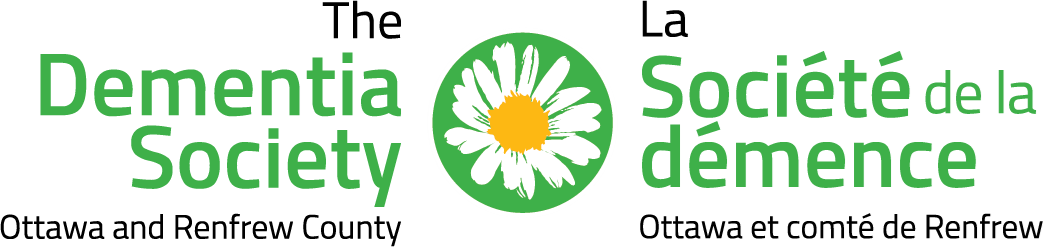 The
Dementia
Society
Ottawa and Renfrew County
La
Société de la
démence
Ottawa et comté de Renfrew